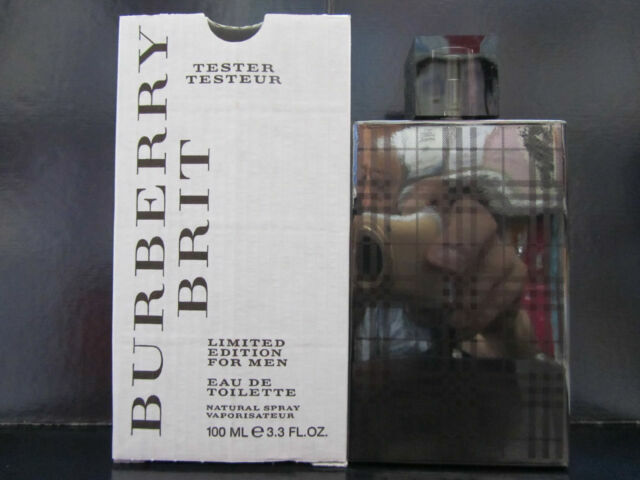 TESTER
TESTEUR
BURBERRY
BRIT
LIMITED
EDITION
FOR MEN
EAU DE
TOILETTE
NATURAL SPRAY
VAPORISATEUR
100 ML ℮ 3.3 FL.OZ.